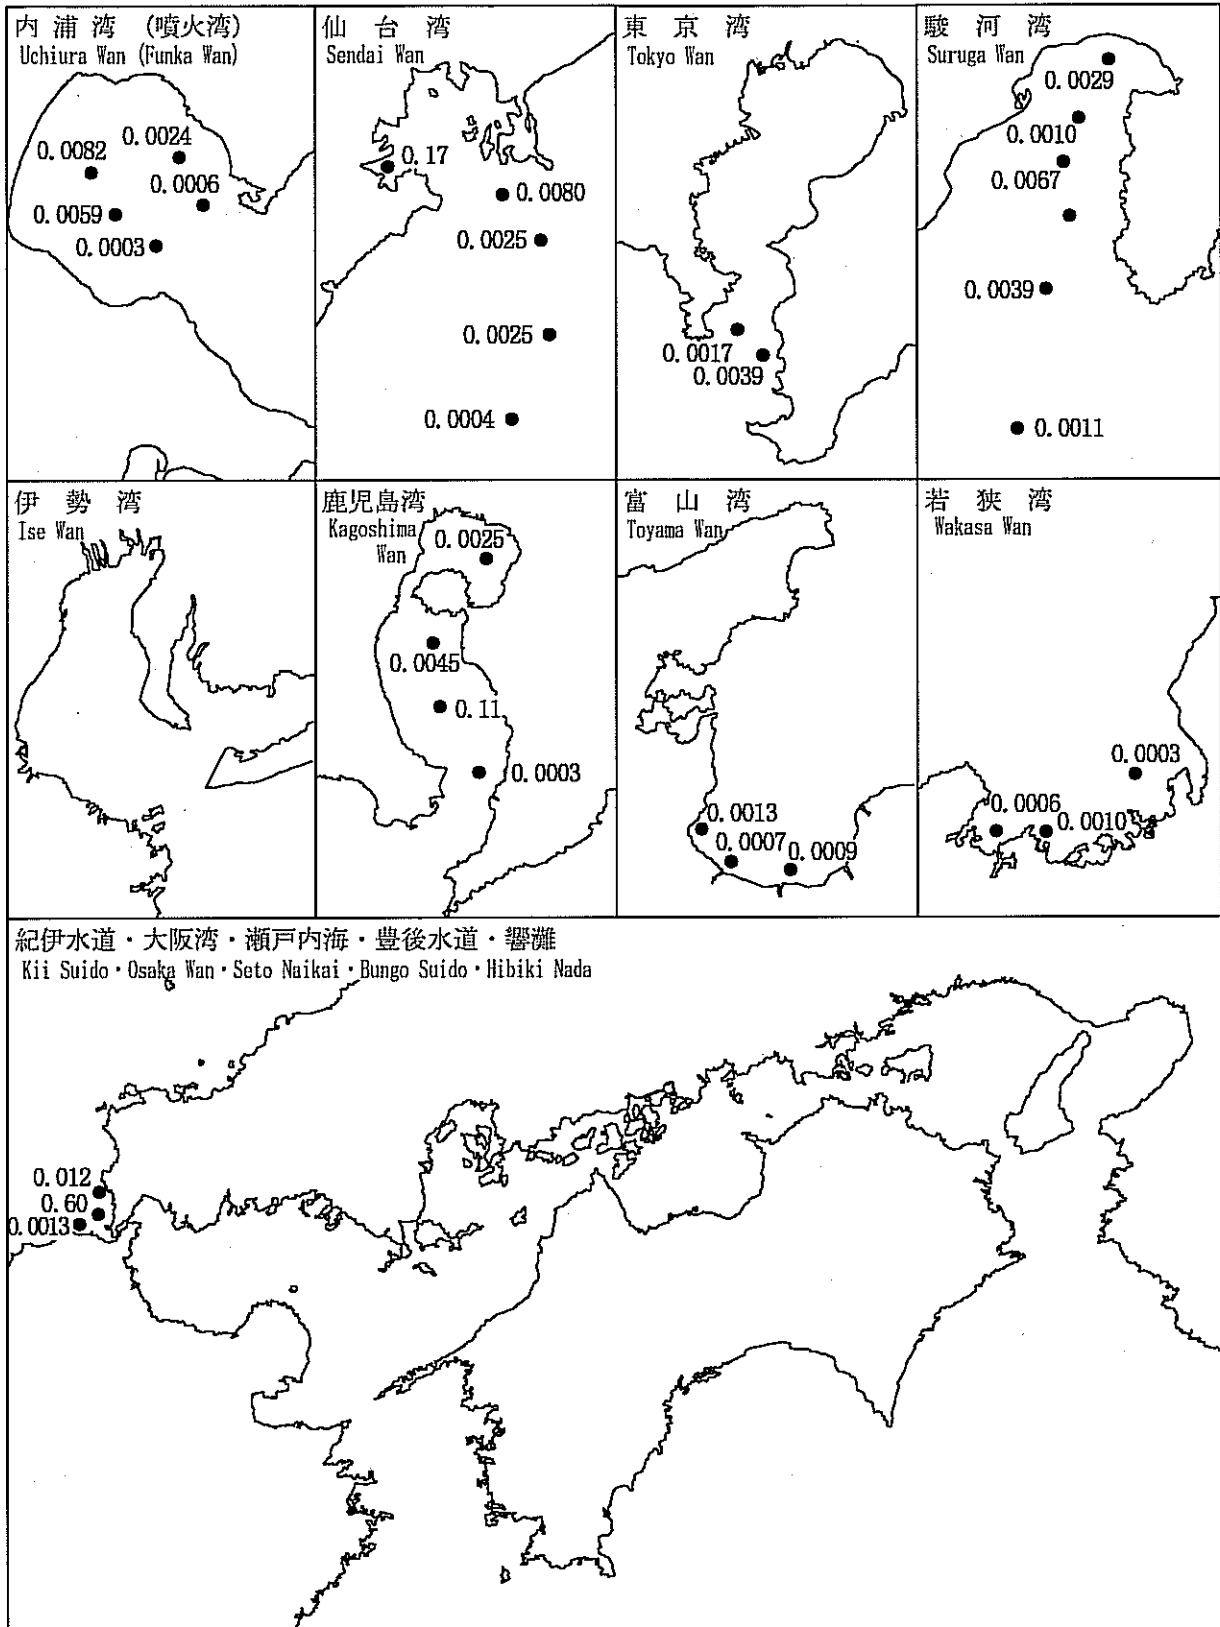 内浦湾 (噴火湾)
Uchiura Wan (Funka Wan)
0.0024
0.0082
0.0006
0.0059
0.0003
仙台湾
Sendai Wan
0.17
0.0080
0.0025
0.0025
0.0004
東京湾
Tokyo Wan
0.0017
0.0039
駿河湾
Suruga Wan
0.0029
0.0010
0.0067
0.0039
0.0011
伊勢湾
Ise Wan
鹿児島湾
Kagoshima
Wan
0.0025
0.0045
0.11
0.0003
富山湾
Toyama Wan
0.0013
0.0007
0.0009
若狭湾
Wakasa Wan
0.0003
0.0006
0.0010
紀伊水道・大阪湾・瀬戸内海・豊後水道・響灘
Kii Suido・Osaka Wan・Seto Naikai・Bungo Suido・Hibiki Nada
0.012
0.60
0.0013